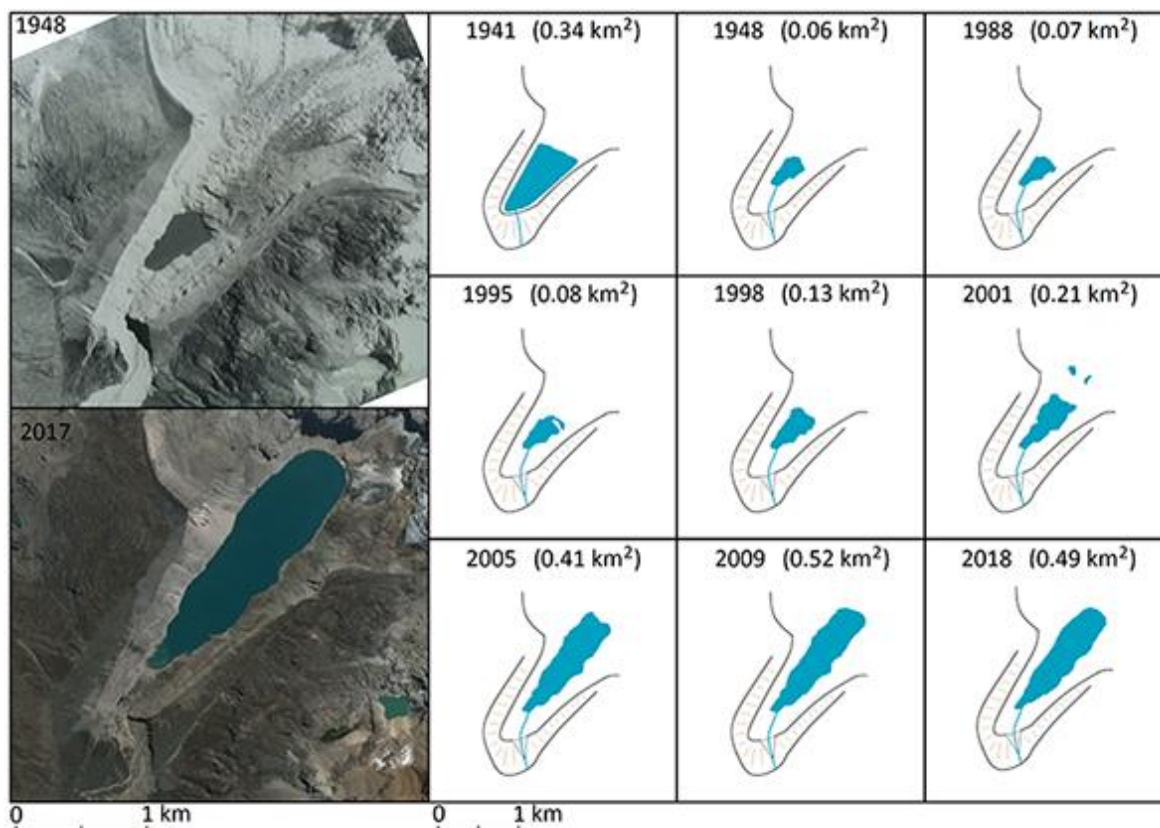 1948
1941 (0.34 km²)
1948 (0.06 km²)
1988 (0.07 km²)
1995 (0.08 km²)
1998 (0.13 km²)
2001 (0.21 km²)
2017
2005 (0.41 km²)
2009 (0.52 km²)
2018 (0.49 km²)
0 1 km
0 1 km